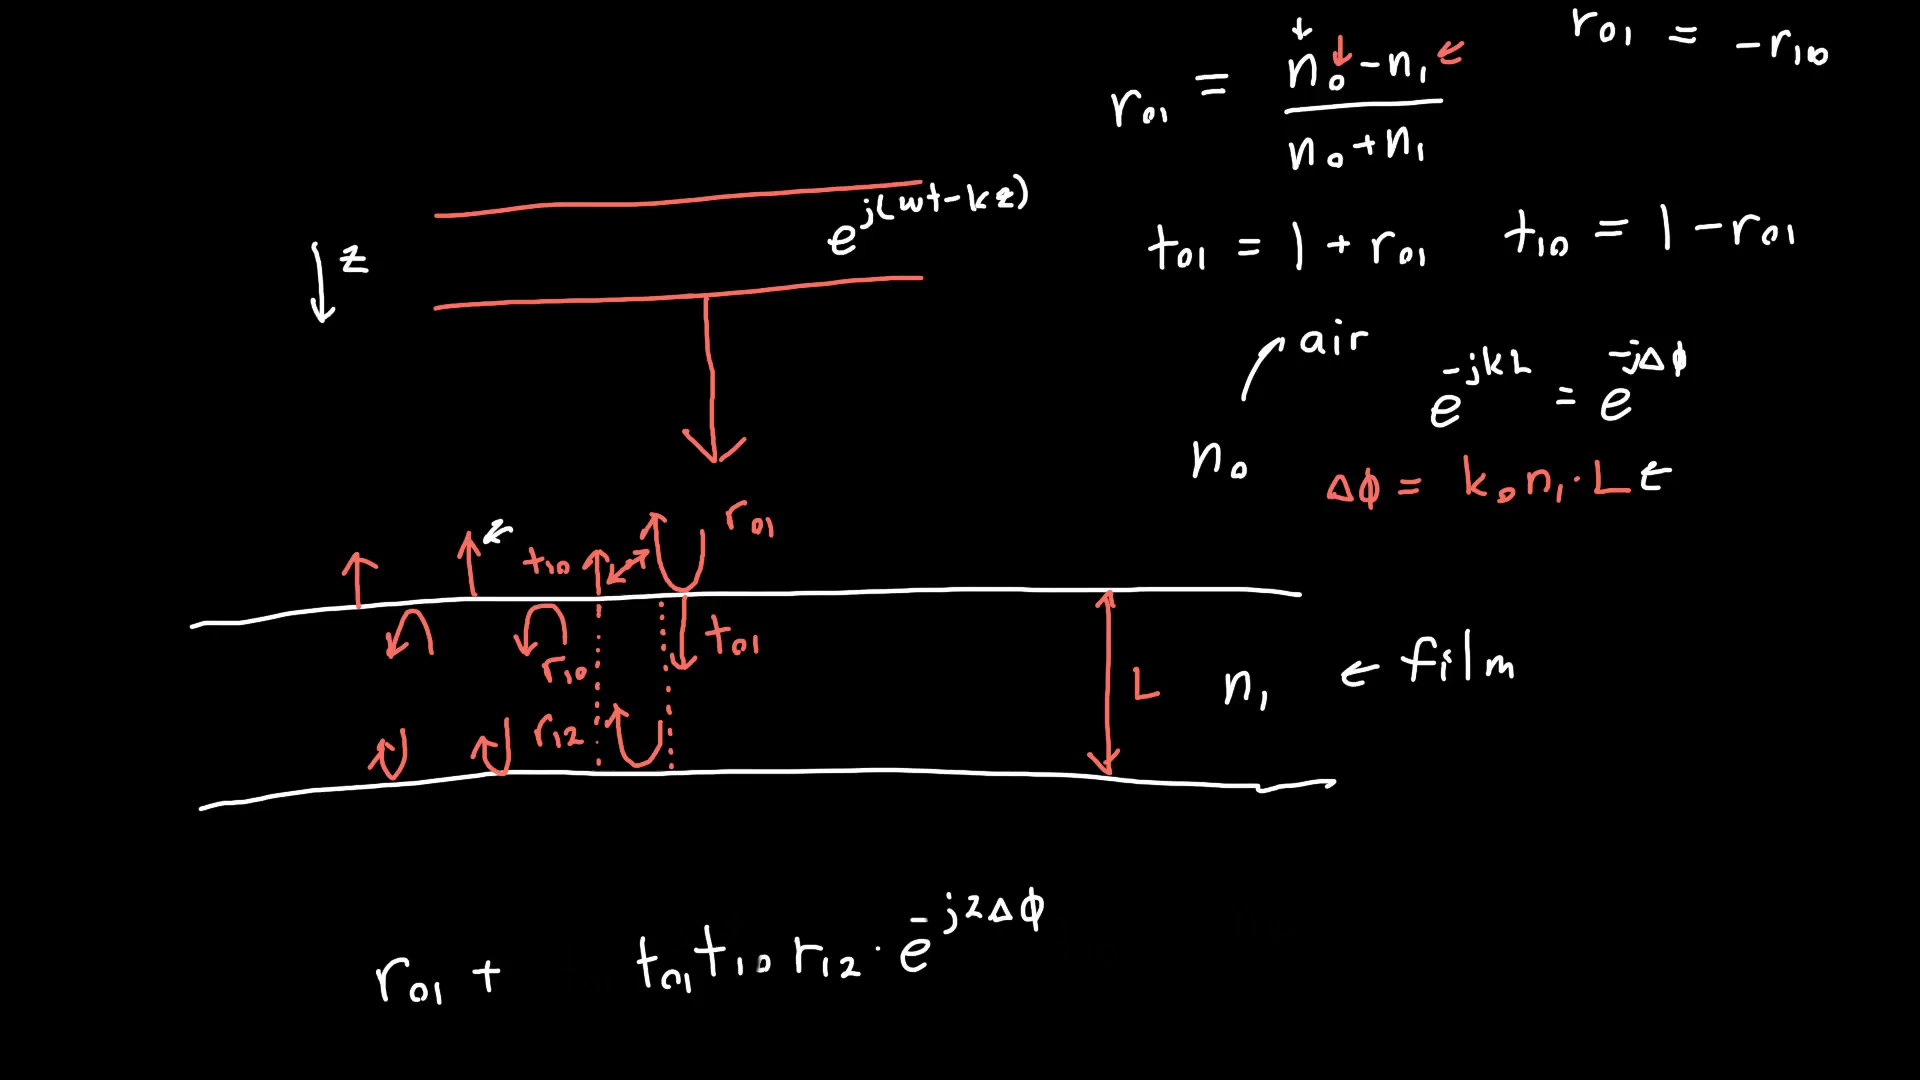 r₀₁ = (n₀ - n₁) / (n₀ + n₁)
r₀₁ = -r₁₀
e^{j(ωt-kz)}
z
t₀₁ = 1 + r₀₁
t₁₀ = 1 - r₀₁
air
e^{-jkL} = e^{-jΔϕ}
n₀
Δϕ = k₀n₁·L
r₀₁
t₁₀
t₀₁
r₁₀
L
n₁
← film
r₁₂
r₀₁ + t₀₁t₁₀r₁₂·e^{-j2Δϕ}